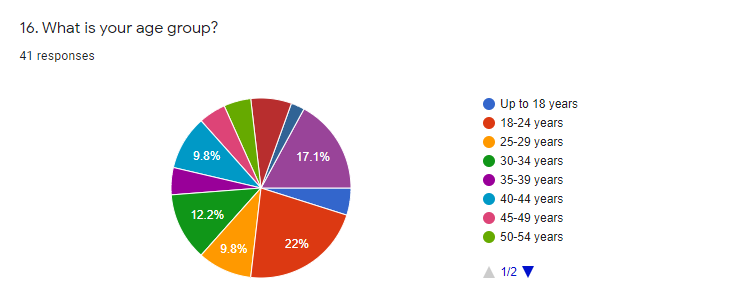 16. What is your age group?
41 responses
17.1%
9.8%
12.2%
9.8%
22%
Up to 18 years
18-24 years
25-29 years
30-34 years
35-39 years
40-44 years
45-49 years
50-54 years
1/2